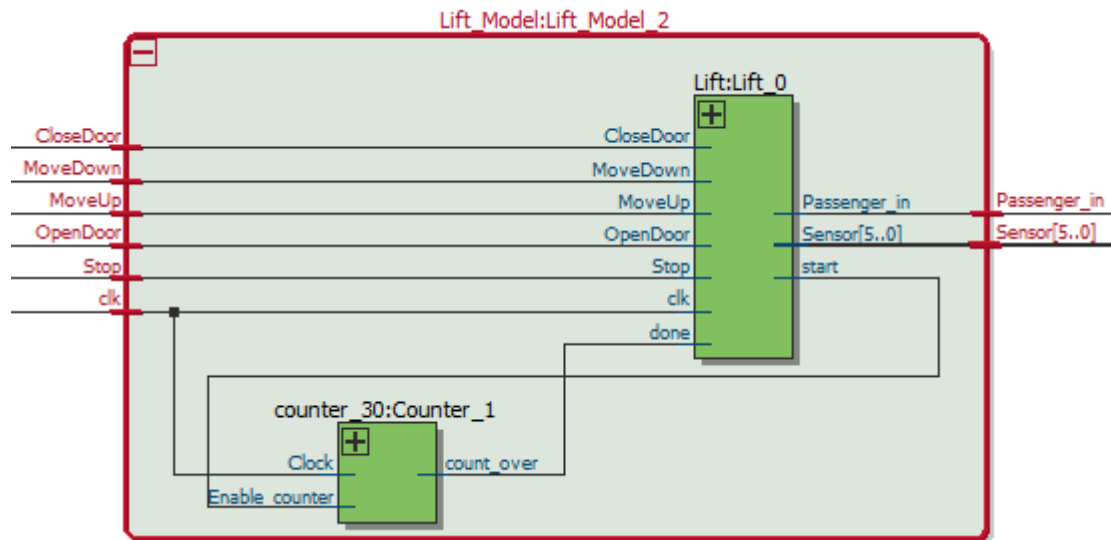 Lift_Model:Lift_Model_2
Lift:Lift_0
CloseDoor CloseDoor
MoveDown MoveDown
MoveUp MoveUp Passenger_in Passenger_in
OpenDoor OpenDoor Sensor[5..0] Sensor[5..0]
Stop Stop start
clk clk
done
counter_30:Counter_1
Clock count_over
Enable_counter